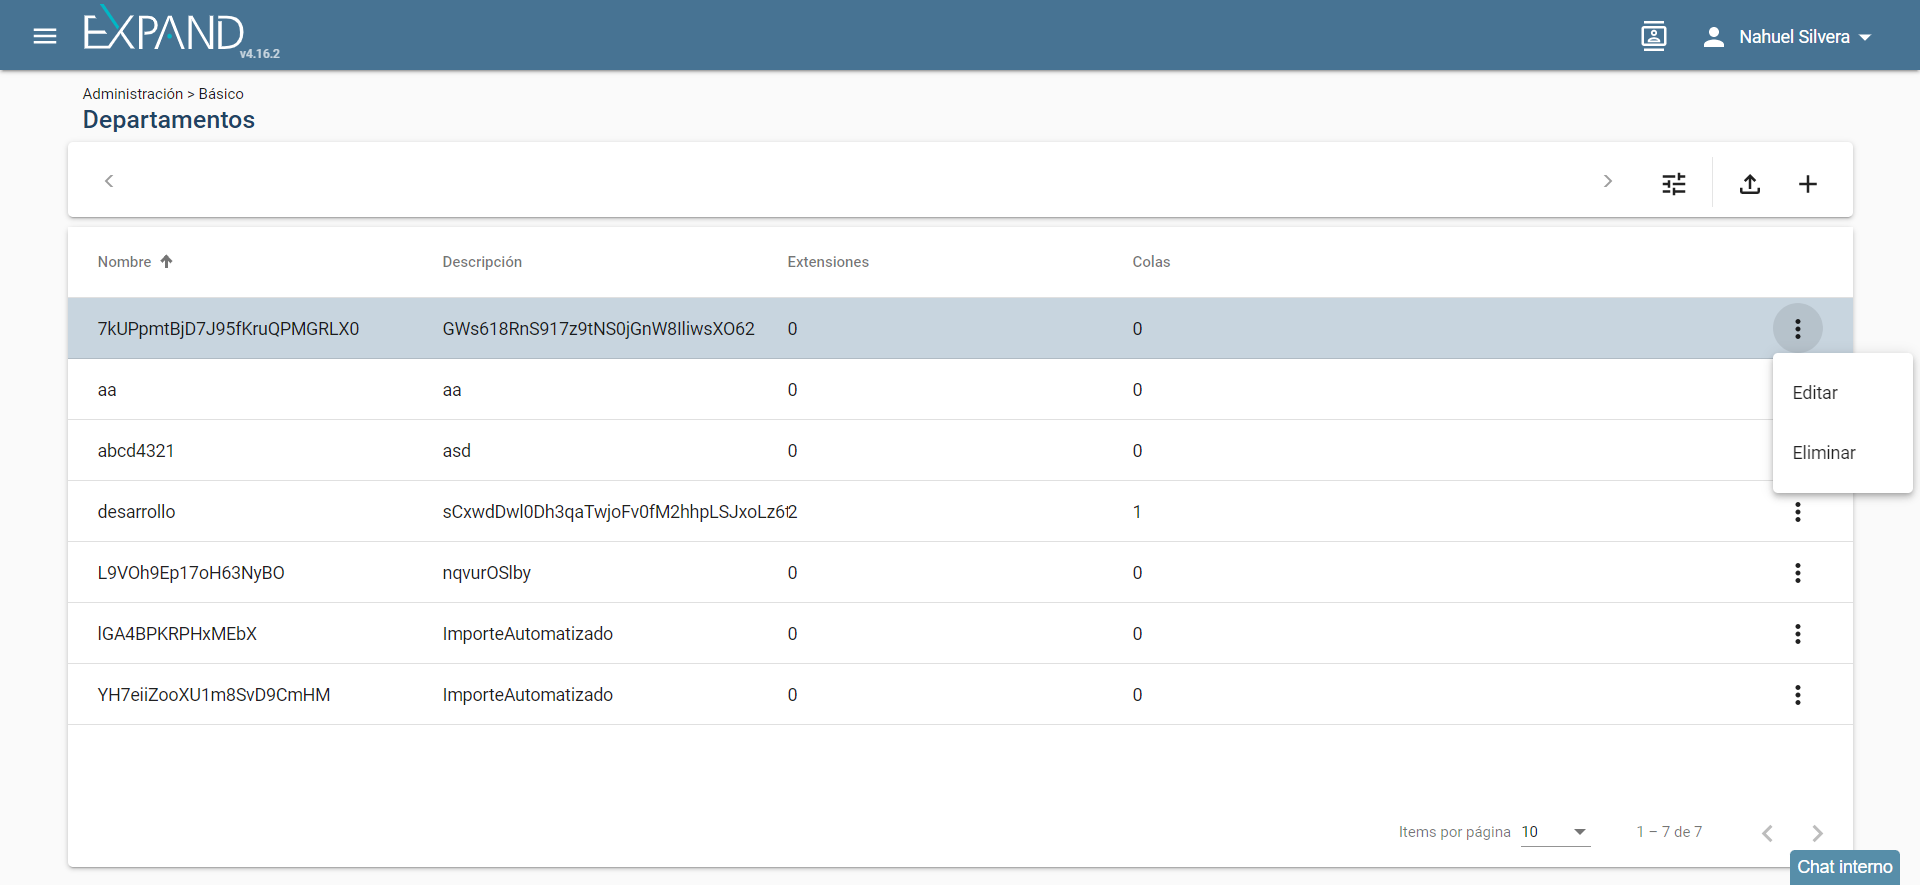 EXPAND
v4.16.2
Nahuel Silvera
Administración > Básico
Departamentos
Nombre Descripción Extensiones Colas
7kUPpmtBjD7J95fKruQPMGRLX0 GWs618RnS917z9tNS0jGnW8IliwsXO62 0 0
aa aa 0 0
Editar
abcd4321 asd 0 0
Eliminar
desarrollo sCxwdDwl0Dh3qaTwjoFv0fM2hhpLSJxoLz6f 2 1
L9VOh9Ep17oH63NyBO nqvurOSlby 0 0
lGA4BPKRPHxMEbX ImporteAutomatizado 0 0
YH7eiiZooXU1m8SvD9CmHM ImporteAutomatizado 0 0
Items por página 10 1 – 7 de 7
Chat interno